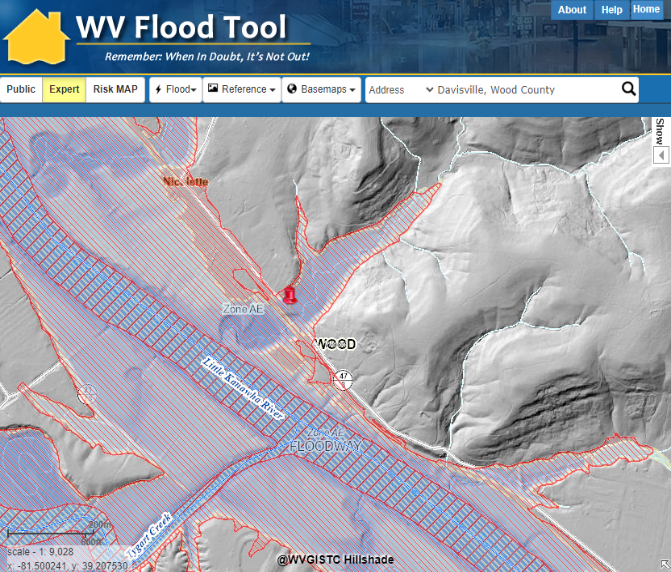 About Help Home
WV Flood Tool
Remember: When In Doubt, It's Not Out!
Public Expert Risk MAP Flood Reference Basemaps Address Davisville, Wood County
Show
Nicolette
Zone AE
WOOD
47
Little Kanawha River
21
Zone AE
FLOODWAY
Tygart Creek
200m
600ft
scale - 1: 9,028
@WVGISTC Hillshade
x: -81.500241, y: 39.207530